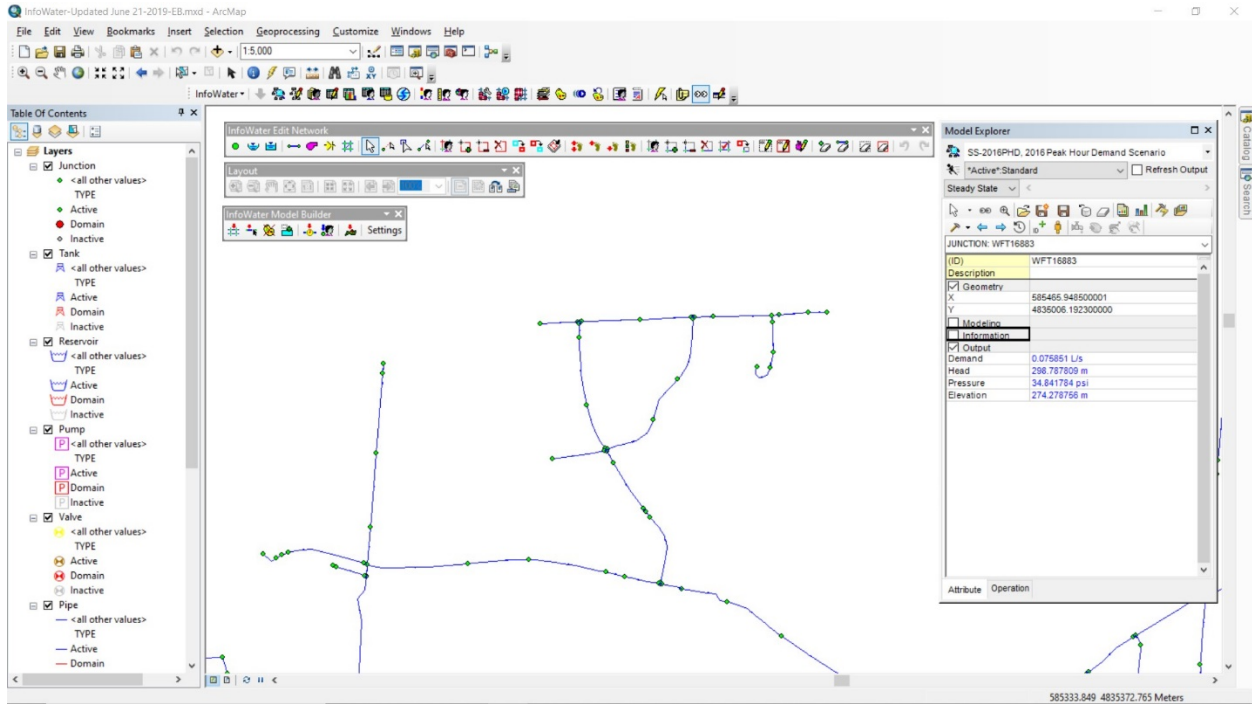 InfoWater-Updated June 21-2019-EB.mxd - ArcMap
File Edit View Bookmarks Insert Selection Geoprocessing Customize Windows Help
1:5,000
InfoWater
Table Of Contents
Layers
Junction
<all other values>
TYPE
Active
Domain
Inactive
Tank
<all other values>
TYPE
Active
Domain
Inactive
Reservoir
<all other values>
TYPE
Active
Domain
Inactive
Pump
<all other values>
TYPE
Active
Domain
Inactive
Valve
<all other values>
TYPE
Active
Domain
Inactive
Pipe
<all other values>
TYPE
Active
Domain
InfoWater Edit Network
Layout
InfoWater Model Builder
Settings
Model Explorer
SS-2016PHD, 2016 Peak Hour Demand Scenario
*Active*:Standard Refresh Output
Steady State
JUNCTION: WFT16883
(ID) WFT16883
Description
Geometry
X 585465.948500001
Y 4835006.192300000
Modeling
Information
Output
Demand 0.075851 L/s
Head 298.787809 m
Pressure 34.841784 psi
Elevation 274.278756 m
Attribute Operation
Catalog
Search
585333.849 4835372.765 Meters